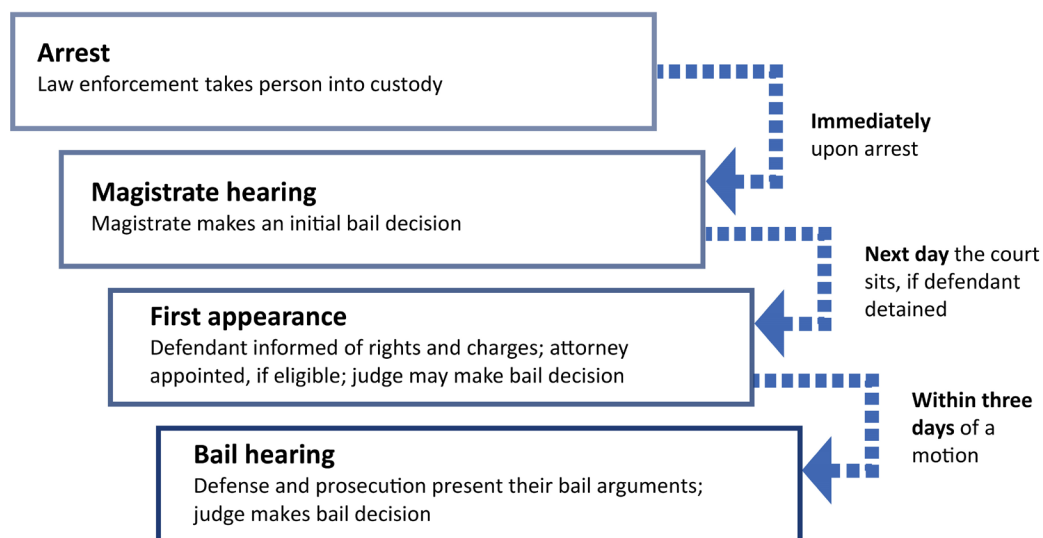 Arrest
Law enforcement takes person into custody
Immediately
upon arrest
Magistrate hearing
Magistrate makes an initial bail decision
Next day the court
sits, if defendant
detained
First appearance
Defendant informed of rights and charges; attorney
appointed, if eligible; judge may make bail decision
Within three
days of a
motion
Bail hearing
Defense and prosecution present their bail arguments;
judge makes bail decision